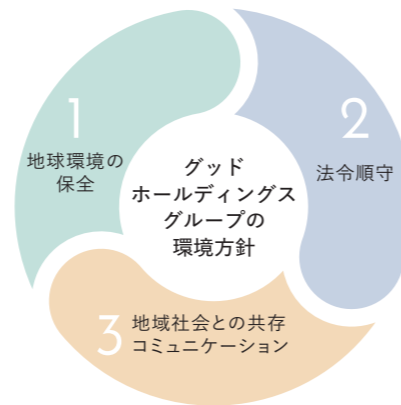 1
地球環境の
保全
2
法令順守
グッド
ホールディングス
グループの
環境方針
3
地域社会との共存
コミュニケーション